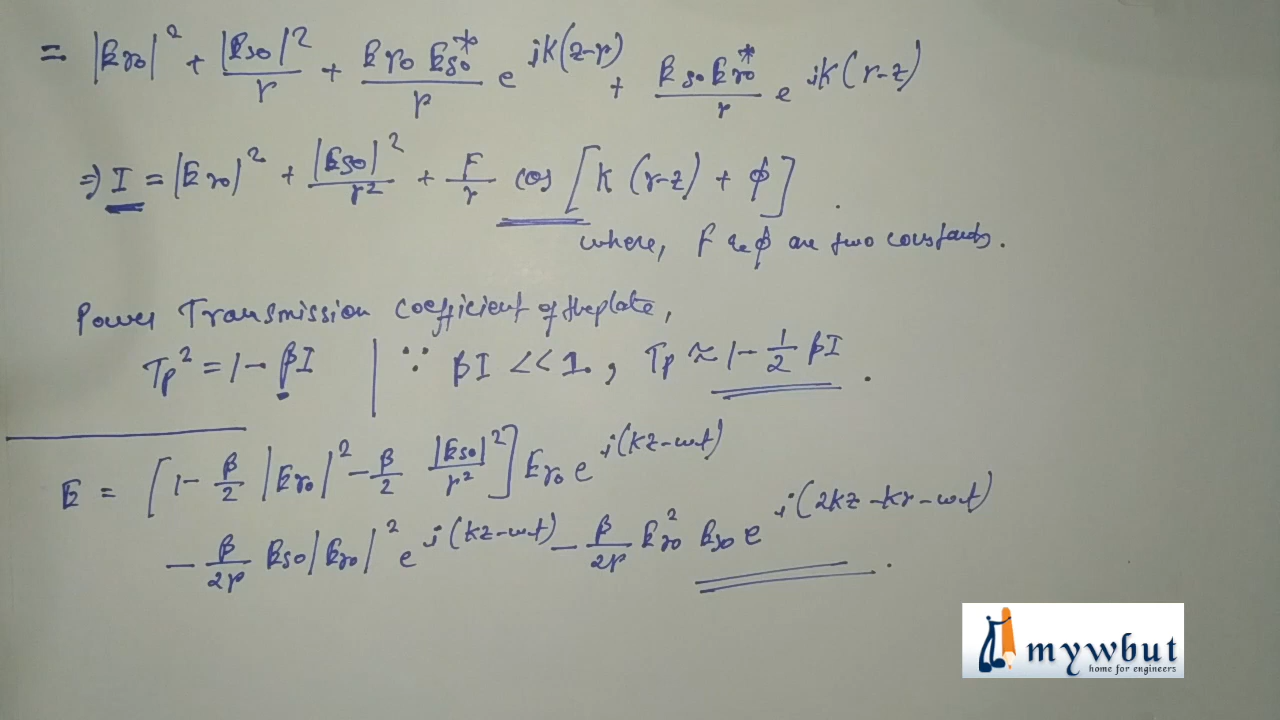 = |Er₀|² + |Es₀|²/r + Er₀ Es₀*/r e^{ik(z-r)} + Es₀ Er₀*/r e^{ik(r-z)}
⇒ I = |Er₀|² + |Es₀|²/r² + F/r cos [K (r-z) + ϕ].
where, F & ϕ are two constants.
Power Transmission coefficient of the plate,
Tp² = 1 - βI | ∵ βI << 1. , Tp ≈ 1 - 1/2 βI.
E = [1 - β/2 |Er₀|² - β/2 |Es₀|²/r²] Er₀ e^{i(kz-wt)}
- β/2r Es₀ |Er₀|² e^{i(kz-wt)} - β/2r Er₀² Es₀ e^{i(2kz-kr-wt)}.
mywbut
home for engineers